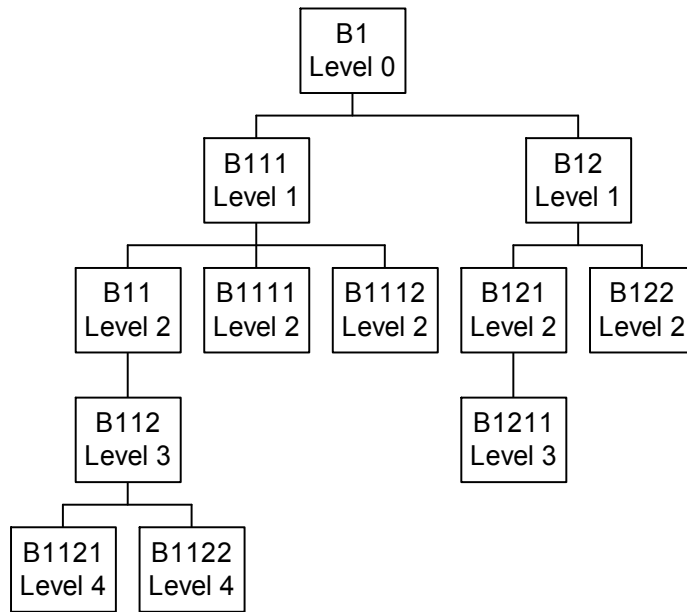 B1
Level 0
B111
Level 1
B12
Level 1
B11
Level 2
B1111
Level 2
B1112
Level 2
B121
Level 2
B122
Level 2
B112
Level 3
B1211
Level 3
B1121
Level 4
B1122
Level 4